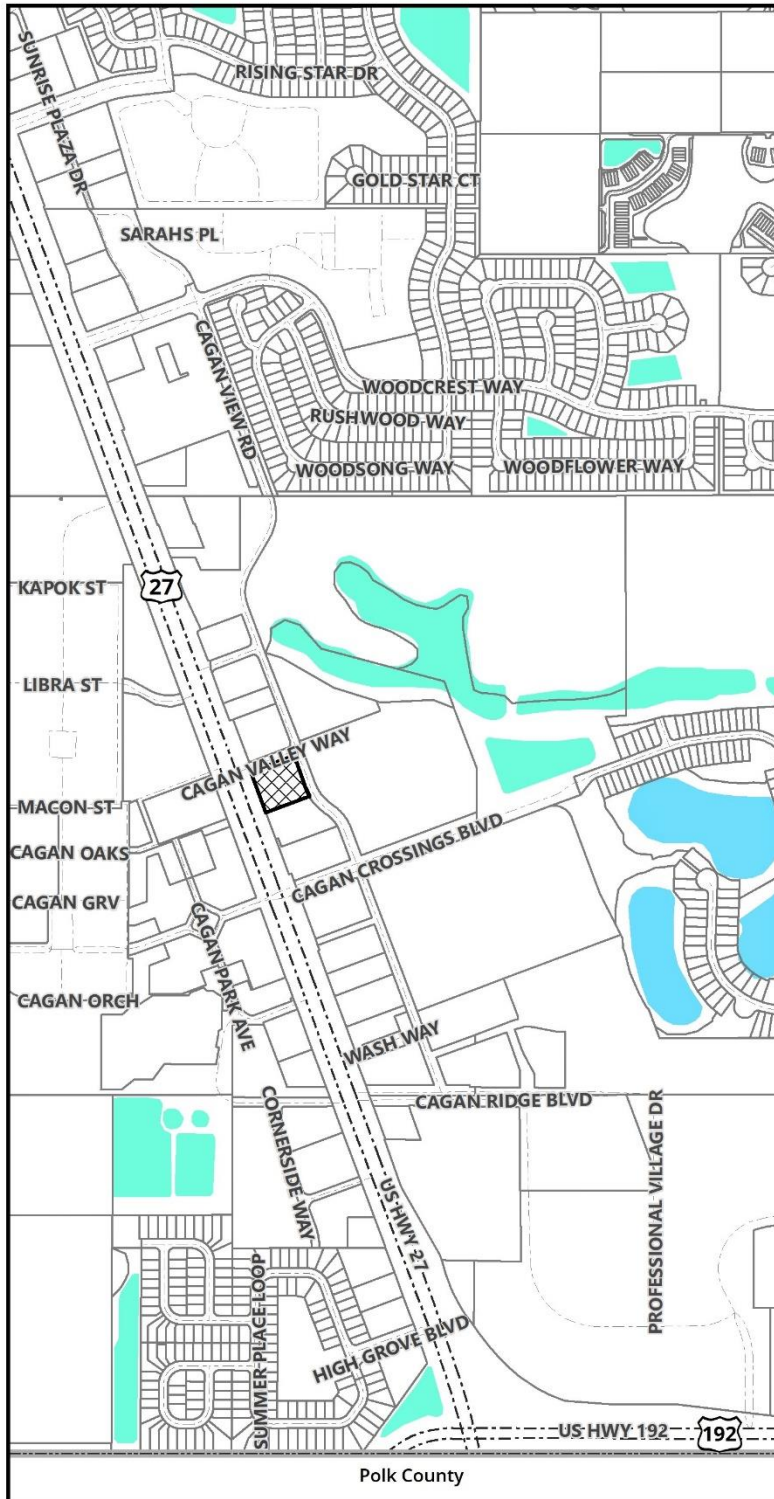 SUNRISE PLAZA DR
RISING STAR DR
GOLD STAR CT
SARAHS PL
CAGAN VIEW RD
WOODCREST WAY
RUSHWOOD WAY
WOODSONG WAY
WOODFLOWER WAY
KAPOK ST
27
LIBRA ST
CAGAN VALLEY WAY
MACON ST
CAGAN OAKS
CAGAN CROSSINGS BLVD
CAGAN GRV
CAGAN PARK AVE
CAGAN ORCH
WASH WAY
CAGAN RIDGE BLVD
CORNERSIDE WAY
PROFESSIONAL VILLAGE DR
US HWY 27
SUMMER PLACE LOOP
HIGH GROVE BLVD
US HWY 192
192
Polk County